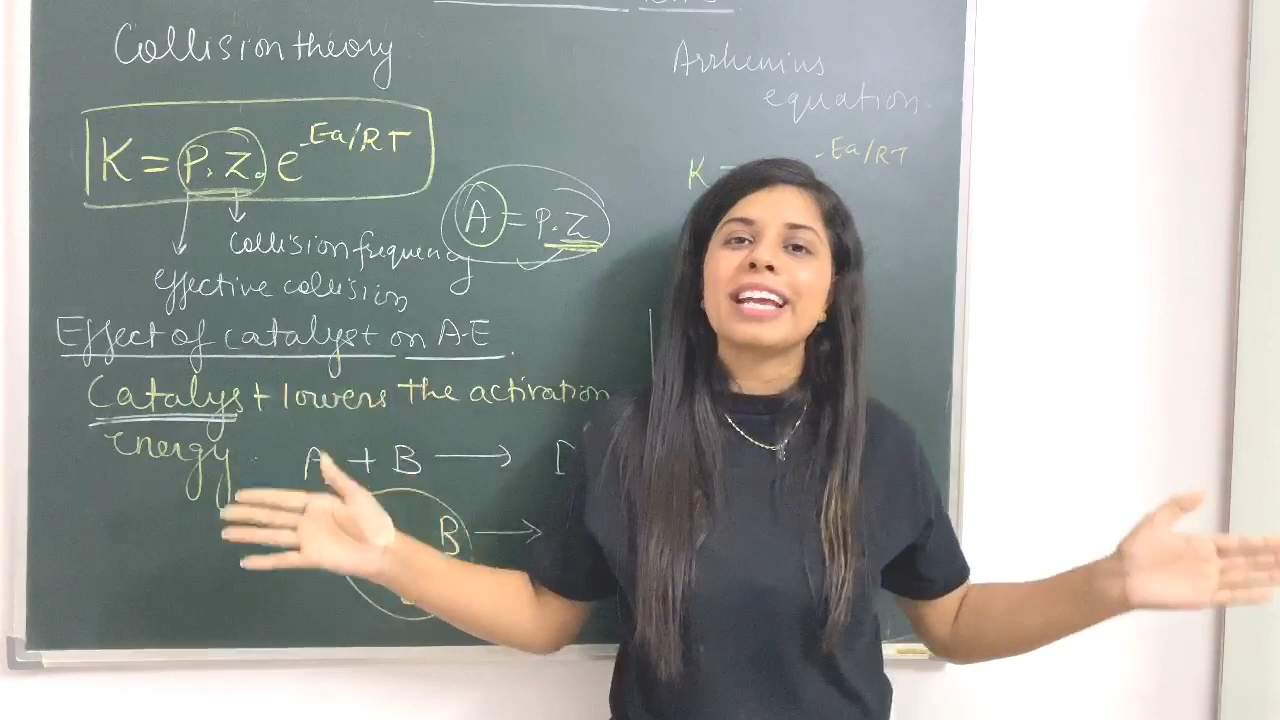 Collision theory
K = P.Z.e^-Ea/RT
A = P.Z
Collision frequency
effective collision
Effect of catalyst on A.E.
Catalyst lowers the activation
energy.
A + B →
B →
Arrhenius
equation.
K = -Ea/RT